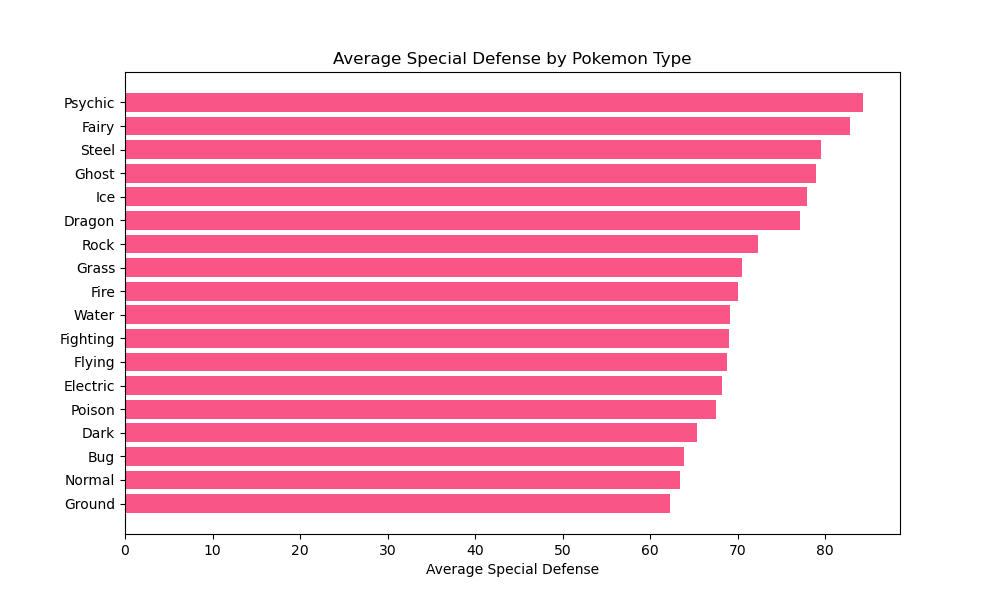 Average Special Defense by Pokemon Type
Psychic
Fairy
Steel
Ghost
Ice
Dragon
Rock
Grass
Fire
Water
Fighting
Flying
Electric
Poison
Dark
Bug
Normal
Ground
0 10 20 30 40 50 60 70 80
Average Special Defense